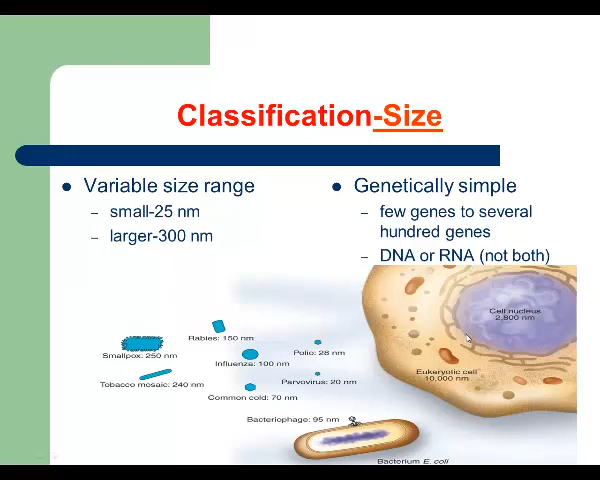 Classification-Size
Variable size range
– small-25 nm
– larger-300 nm
Genetically simple
– few genes to several
hundred genes
– DNA or RNA (not both)
Cell nucleus
2,800 nm
Rabies: 150 nm
Smallpox: 250 nm
Polio: 28 nm
Influenza: 100 nm
Eukaryotic cell
10,000 nm
Tobacco mosaic: 240 nm
Parvovirus: 20 nm
Common cold: 70 nm
Bacteriophage: 95 nm
Bacterium E. coli